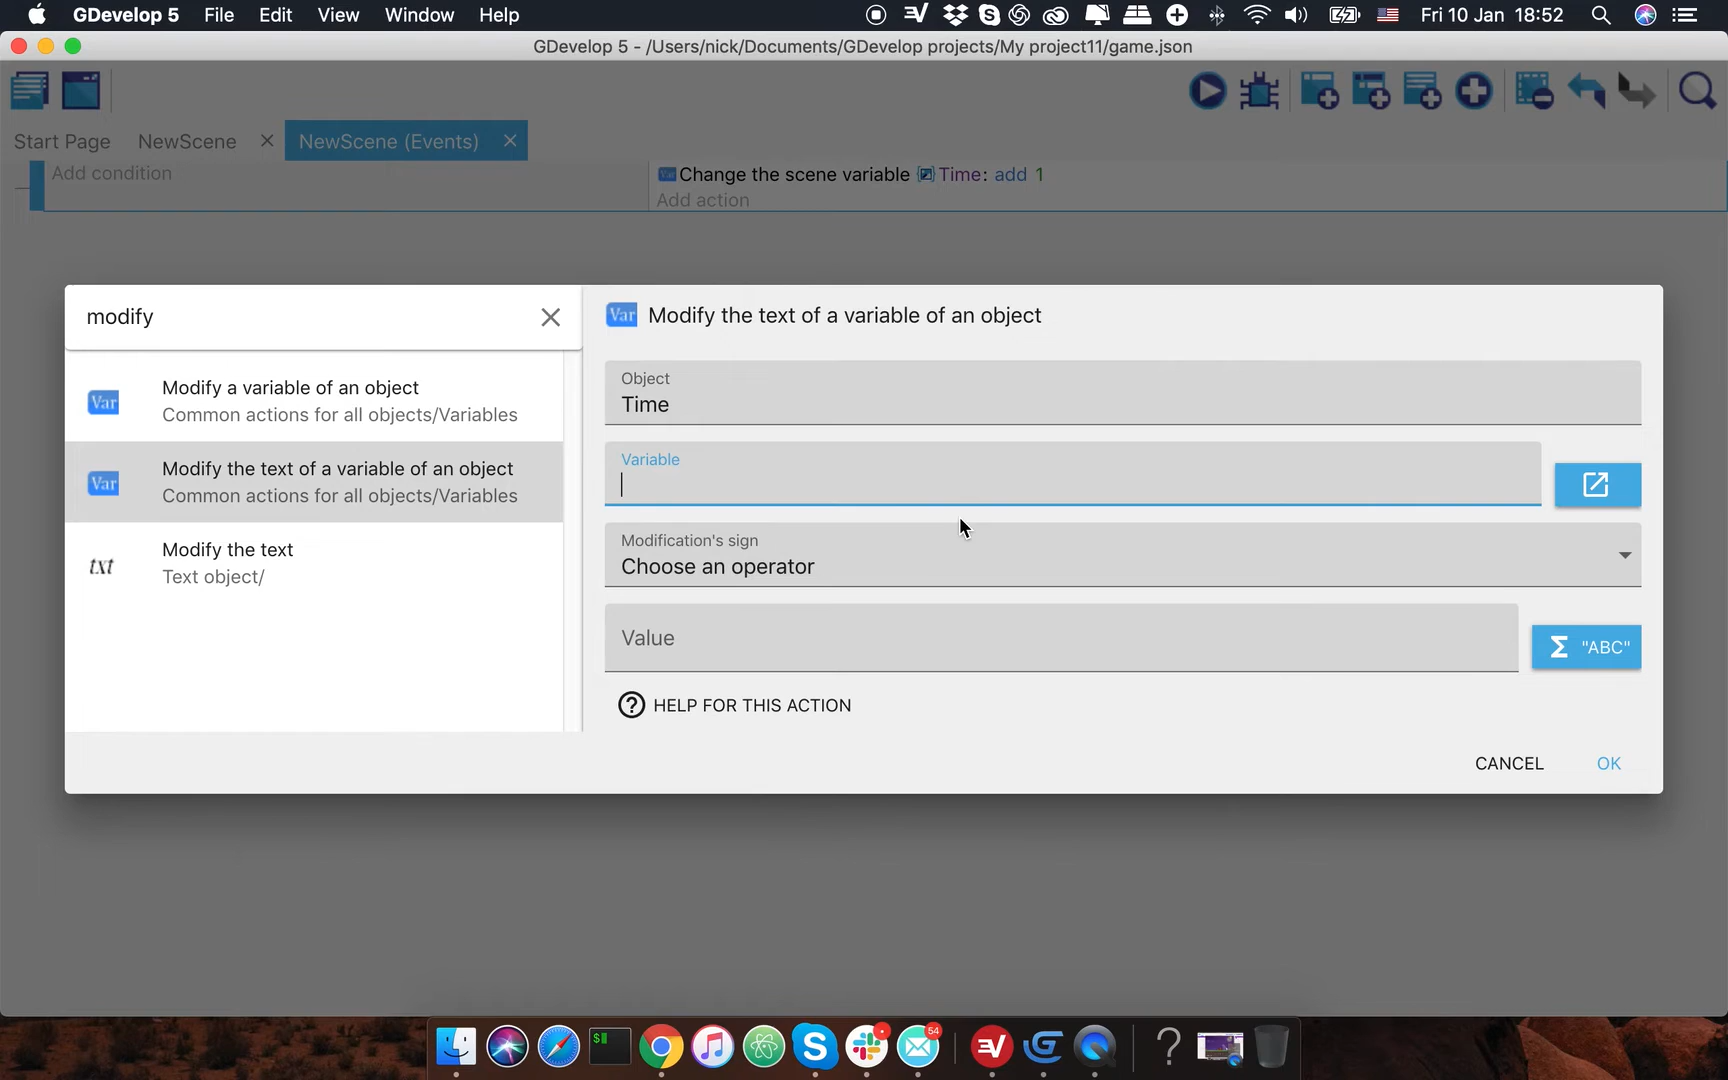 GDevelop 5 File Edit View Window Help Fri 10 Jan 18:52
GDevelop 5 - /Users/nick/Documents/GDevelop projects/My project11/game.json
Start Page NewScene NewScene (Events)
Add condition
Change the scene variable Time: add 1
Add action
modify
Modify a variable of an object
Common actions for all objects/Variables
Modify the text of a variable of an object
Common actions for all objects/Variables
txt
Modify the text
Text object/
Var Modify the text of a variable of an object
Object
Time
Variable
Modification's sign
Choose an operator
Value
Σ "ABC"
? HELP FOR THIS ACTION
CANCEL OK
54